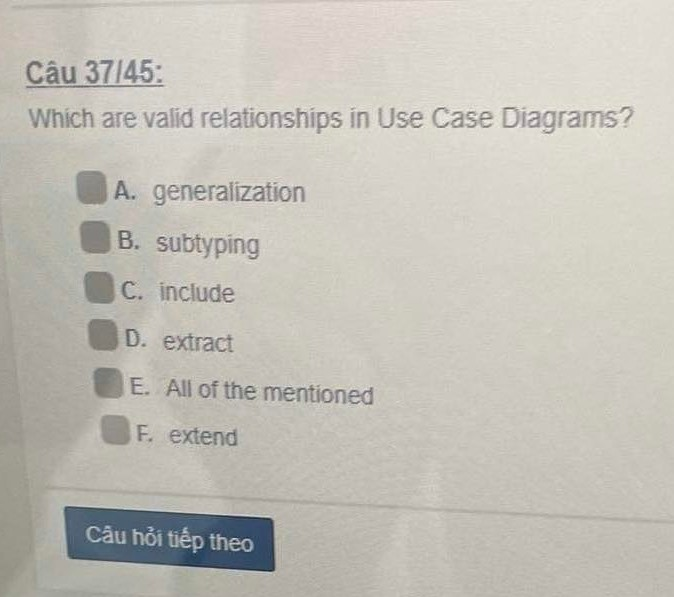 Câu 37/45:
Which are valid relationships in Use Case Diagrams?
A. generalization
B. subtyping
C. include
D. extract
E. All of the mentioned
F. extend
Câu hỏi tiếp theo